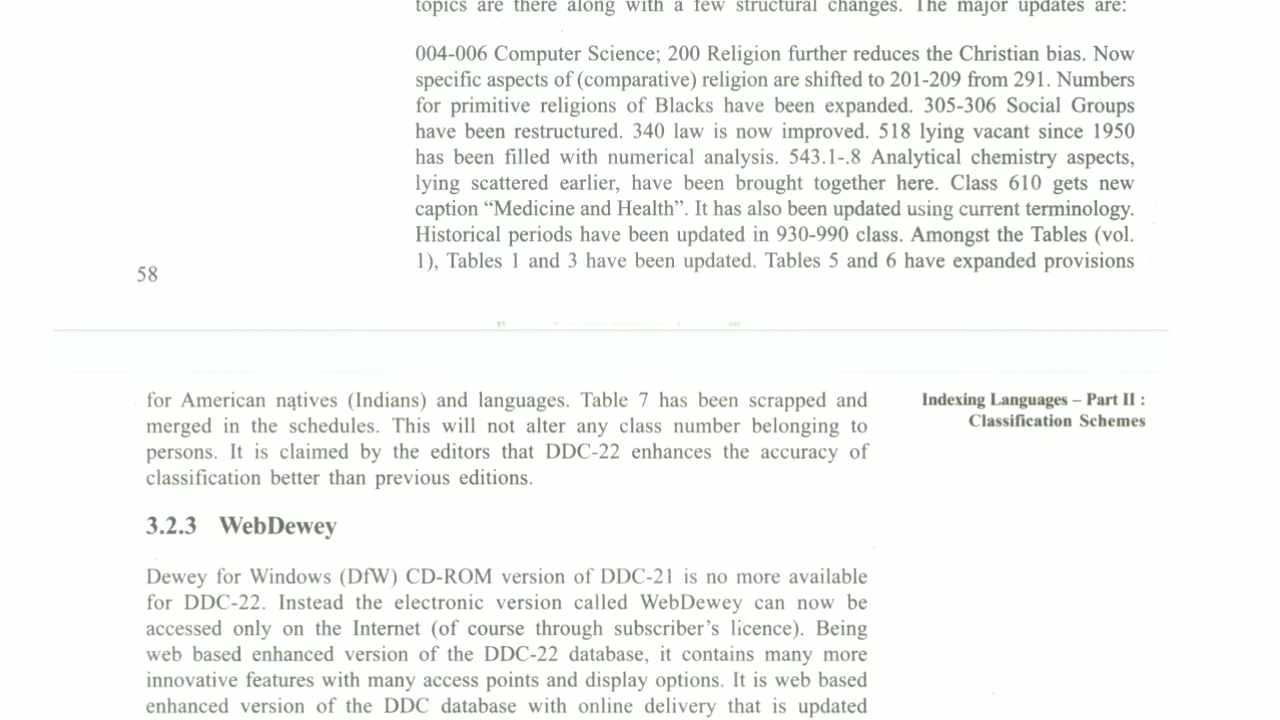 topics are there along with a few structural changes. The major updates are:
004-006 Computer Science; 200 Religion further reduces the Christian bias. Now
specific aspects of (comparative) religion are shifted to 201-209 from 291. Numbers
for primitive religions of Blacks have been expanded. 305-306 Social Groups
have been restructured. 340 law is now improved. 518 lying vacant since 1950
has been filled with numerical analysis. 543.1-.8 Analytical chemistry aspects,
lying scattered earlier, have been brought together here. Class 610 gets new
caption “Medicine and Health”. It has also been updated using current terminology.
Historical periods have been updated in 930-990 class. Amongst the Tables (vol.
1), Tables 1 and 3 have been updated. Tables 5 and 6 have expanded provisions
58
for American natives (Indians) and languages. Table 7 has been scrapped and
merged in the schedules. This will not alter any class number belonging to
persons. It is claimed by the editors that DDC-22 enhances the accuracy of
classification better than previous editions.
Indexing Languages – Part II :
Classification Schemes
3.2.3 WebDewey
Dewey for Windows (DfW) CD-ROM version of DDC-21 is no more available
for DDC-22. Instead the electronic version called WebDewey can now be
accessed only on the Internet (of course through subscriber’s licence). Being
web based enhanced version of the DDC-22 database, it contains many more
innovative features with many access points and display options. It is web based
enhanced version of the DDC database with online delivery that is updated